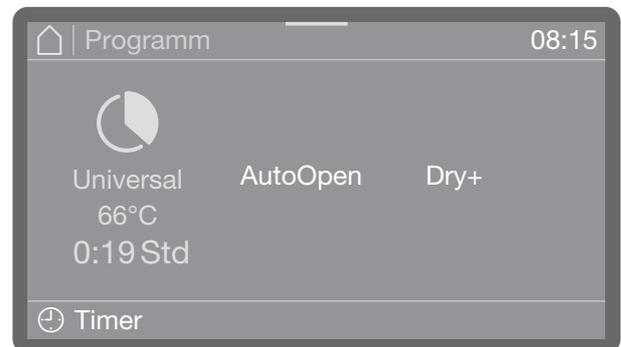 Programm 08:15
Universal AutoOpen Dry+
66°C
0:19 Std
Timer